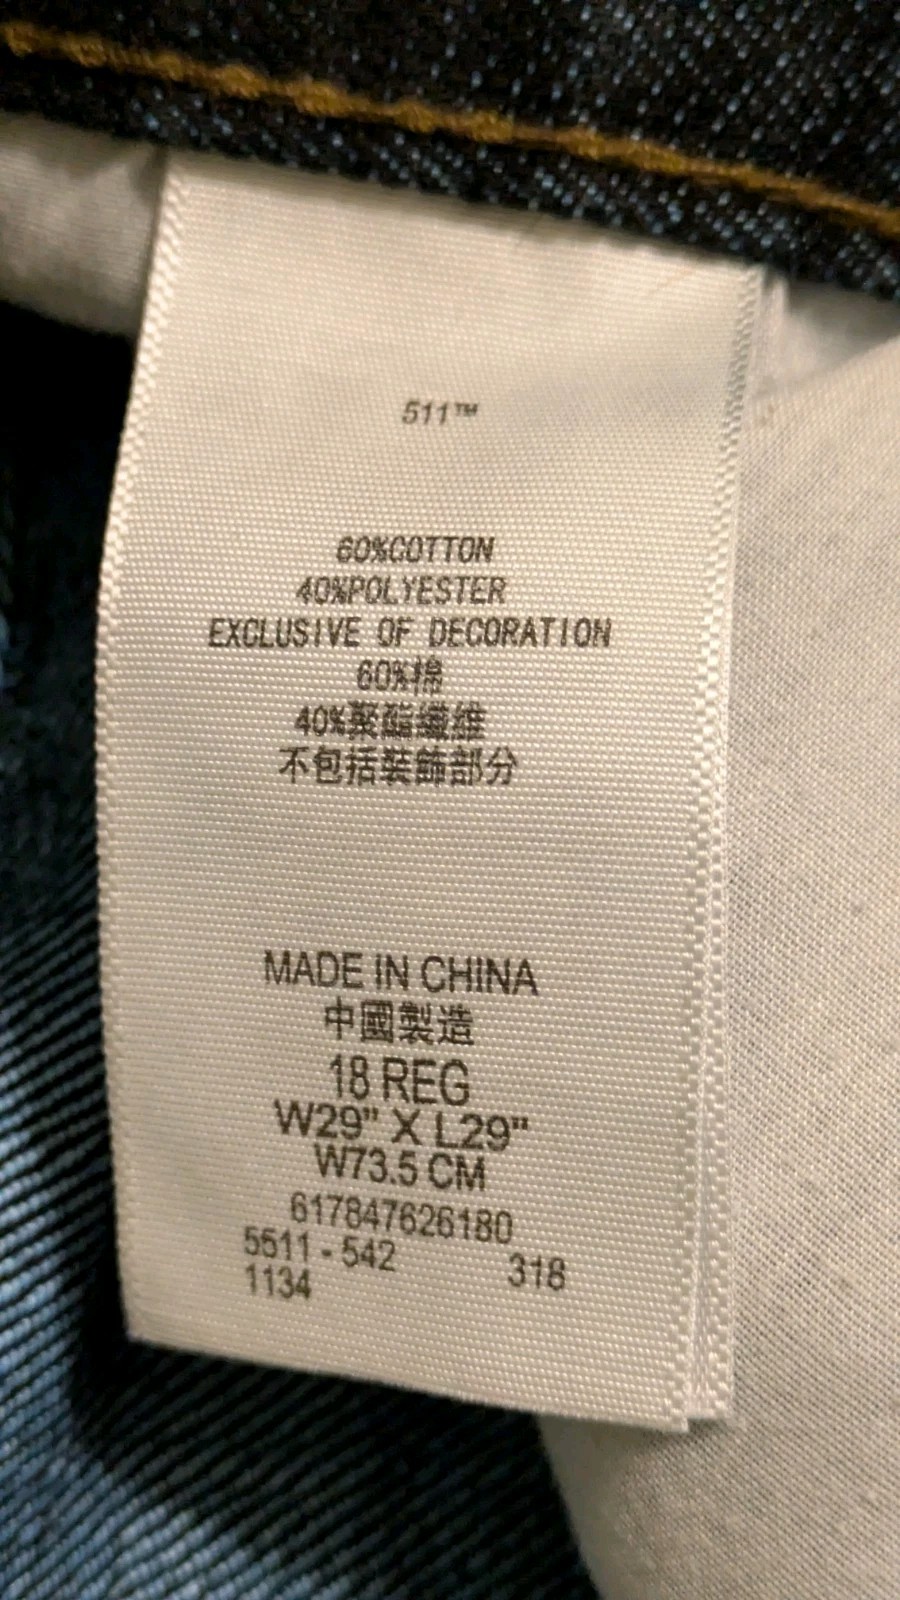 511™
60%COTTON
40%POLYESTER
EXCLUSIVE OF DECORATION
60%棉
40%聚酯纖維
不包括裝飾部分
MADE IN CHINA
中國製造
18 REG
W29" X L29"
W73.5 CM
617847626180
5511 - 542 318
1134